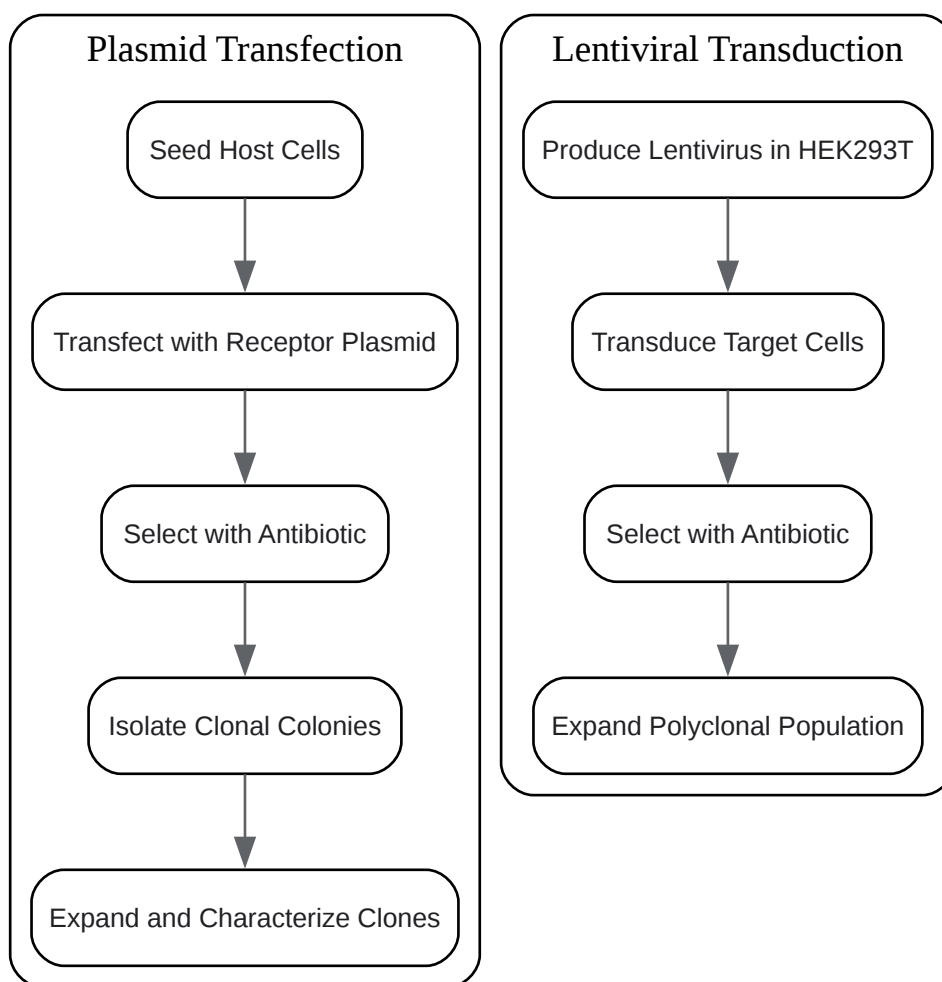 Plasmid Transfection
Seed Host Cells
Transfect with Receptor Plasmid
Select with Antibiotic
Isolate Clonal Colonies
Expand and Characterize Clones
Lentiviral Transduction
Produce Lentivirus in HEK293T
Transduce Target Cells
Select with Antibiotic
Expand Polyclonal Population